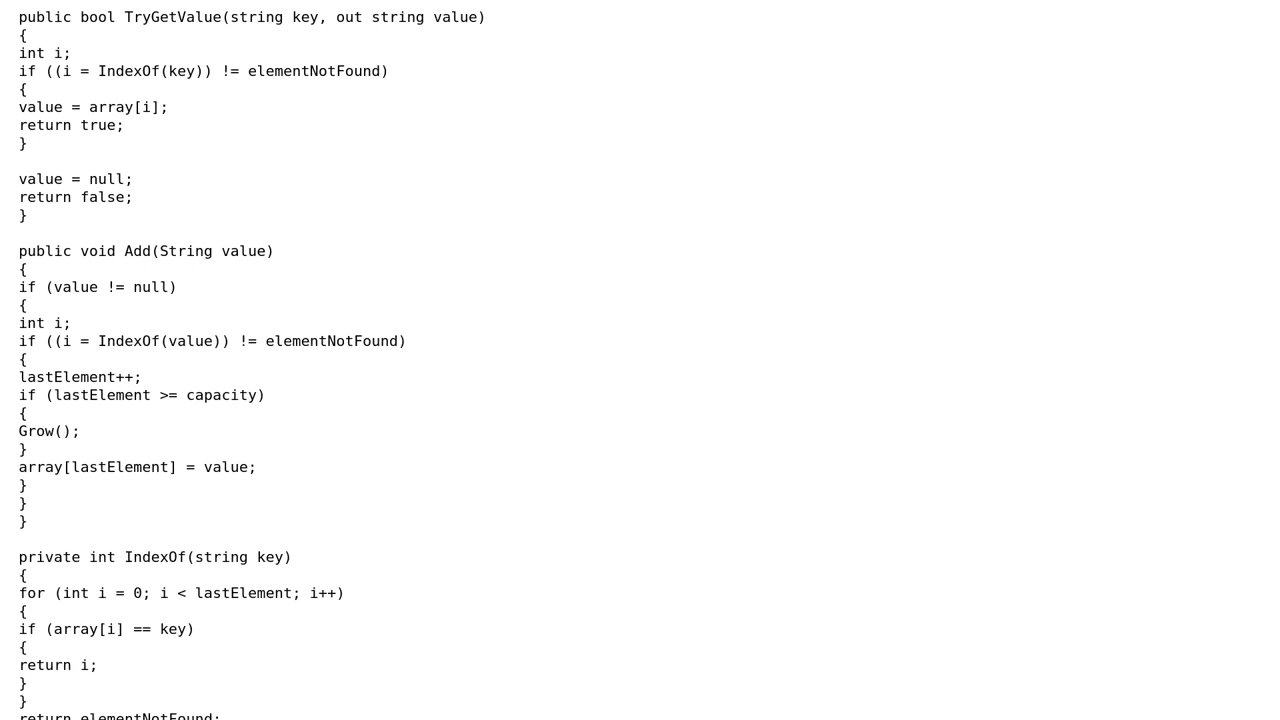 public bool TryGetValue(string key, out string value)
{
int i;
if ((i = IndexOf(key)) != elementNotFound)
{
value = array[i];
return true;
}

value = null;
return false;
}

public void Add(String value)
{
if (value != null)
{
int i;
if ((i = IndexOf(value)) != elementNotFound)
{
lastElement++;
if (lastElement >= capacity)
{
Grow();
}
array[lastElement] = value;
}
}
}

private int IndexOf(string key)
{
for (int i = 0; i < lastElement; i++)
{
if (array[i] == key)
{
return i;
}
}
return elementNotFound;